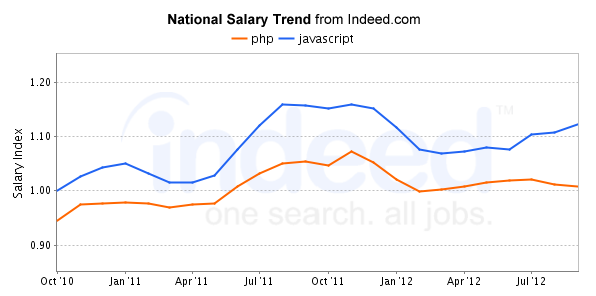 National Salary Trend from Indeed.com
php javascript
1.20
1.10
1.00
0.90
Salary Index
indeed™
one search. all jobs.
Oct '10 Jan '11 Apr '11 Jul '11 Oct '11 Jan '12 Apr '12 Jul '12